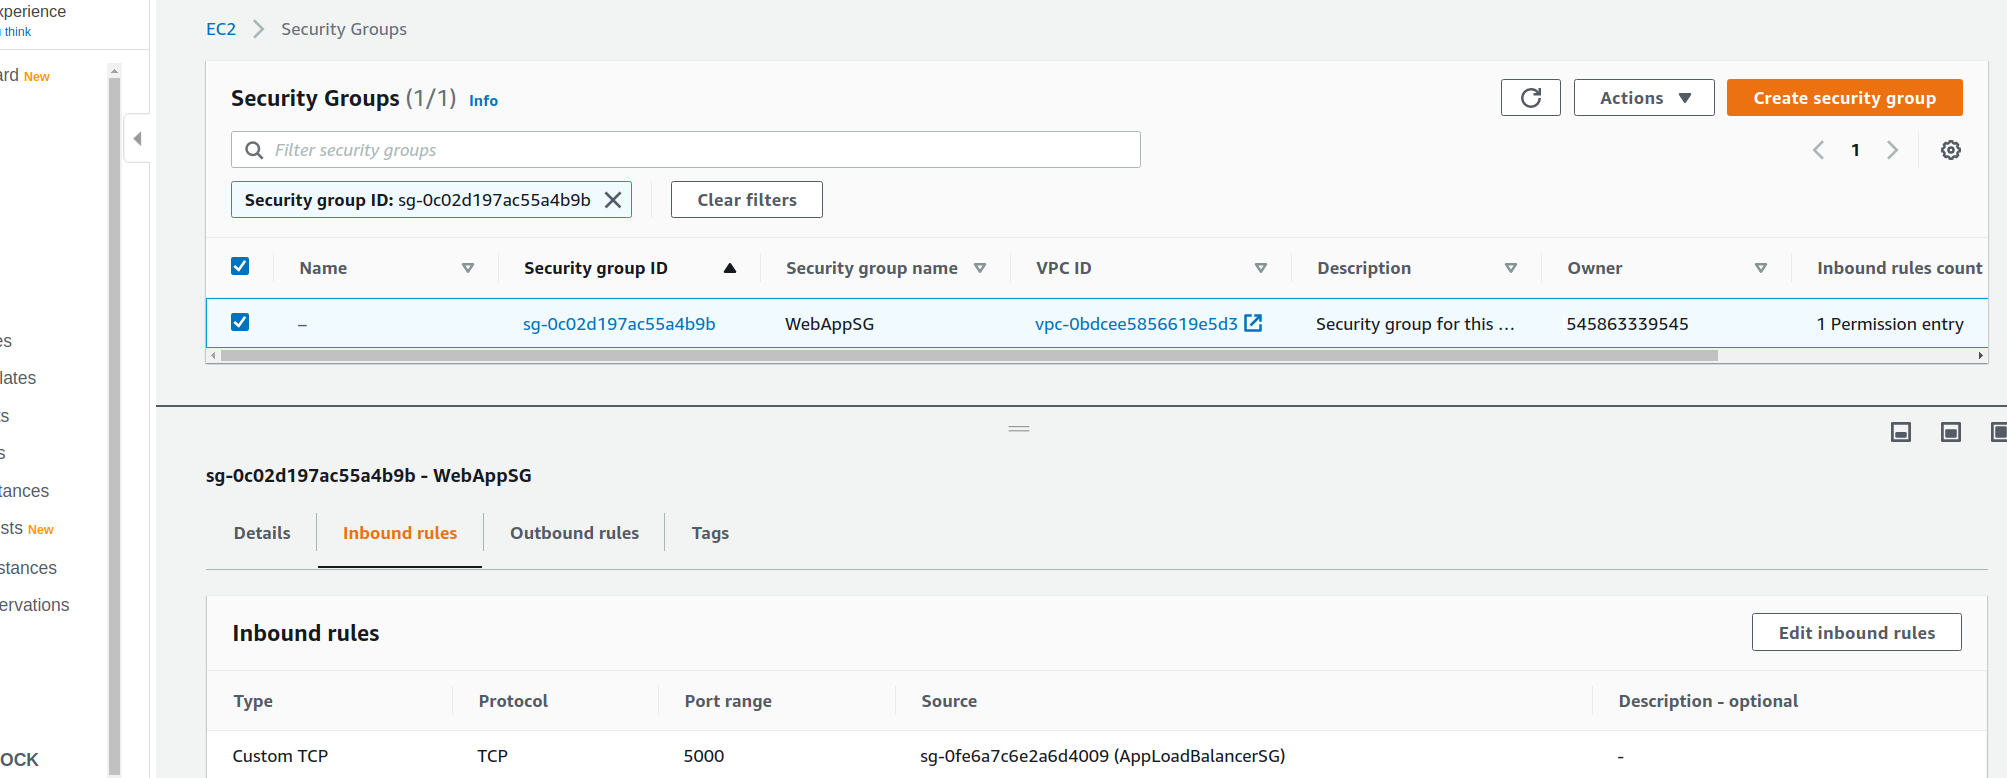 xperience
think
ard New
es
lates
ts
s
tances
sts New
stances
ervations
OCK
EC2 Security Groups
Security Groups (1/1) Info
Actions
Create security group
Filter security groups
1
Security group ID: sg-0c02d197ac55a4b9b
Clear filters
Name Security group ID Security group name VPC ID Description Owner Inbound rules count
– sg-0c02d197ac55a4b9b WebAppSG vpc-0bdcee5856619e5d3 Security group for this ... 545863339545 1 Permission entry
sg-0c02d197ac55a4b9b - WebAppSG
Details Inbound rules Outbound rules Tags
Inbound rules
Edit inbound rules
Type Protocol Port range Source Description - optional
Custom TCP TCP 5000 sg-0fe6a7c6e2a6d4009 (AppLoadBalancerSG) -